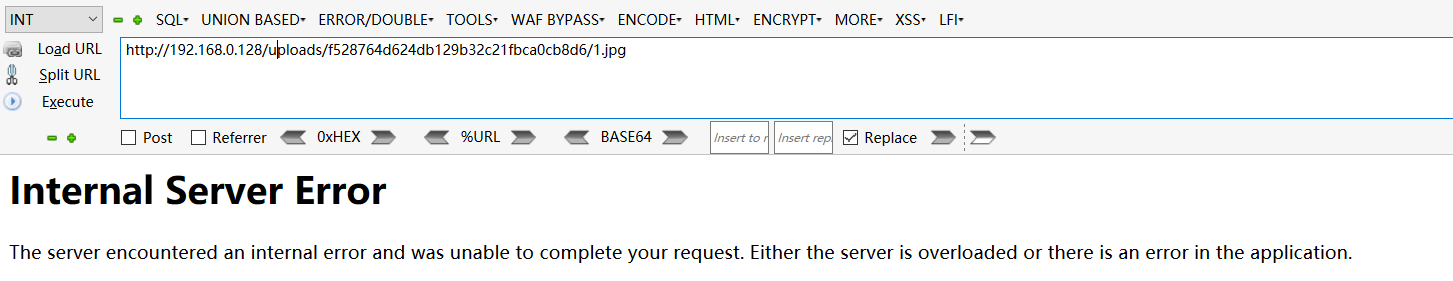 INT SQL UNION BASED ERROR/DOUBLE TOOLS WAF BYPASS ENCODE HTML ENCRYPT MORE XSS LFI
Load URL http://192.168.0.128/uploads/f528764d624db129b32c21fbca0cb8d6/1.jpg
Split URL
Execute
Post Referrer 0xHEX %URL BASE64 Insert to r Insert repl Replace
Internal Server Error
The server encountered an internal error and was unable to complete your request. Either the server is overloaded or there is an error in the application.